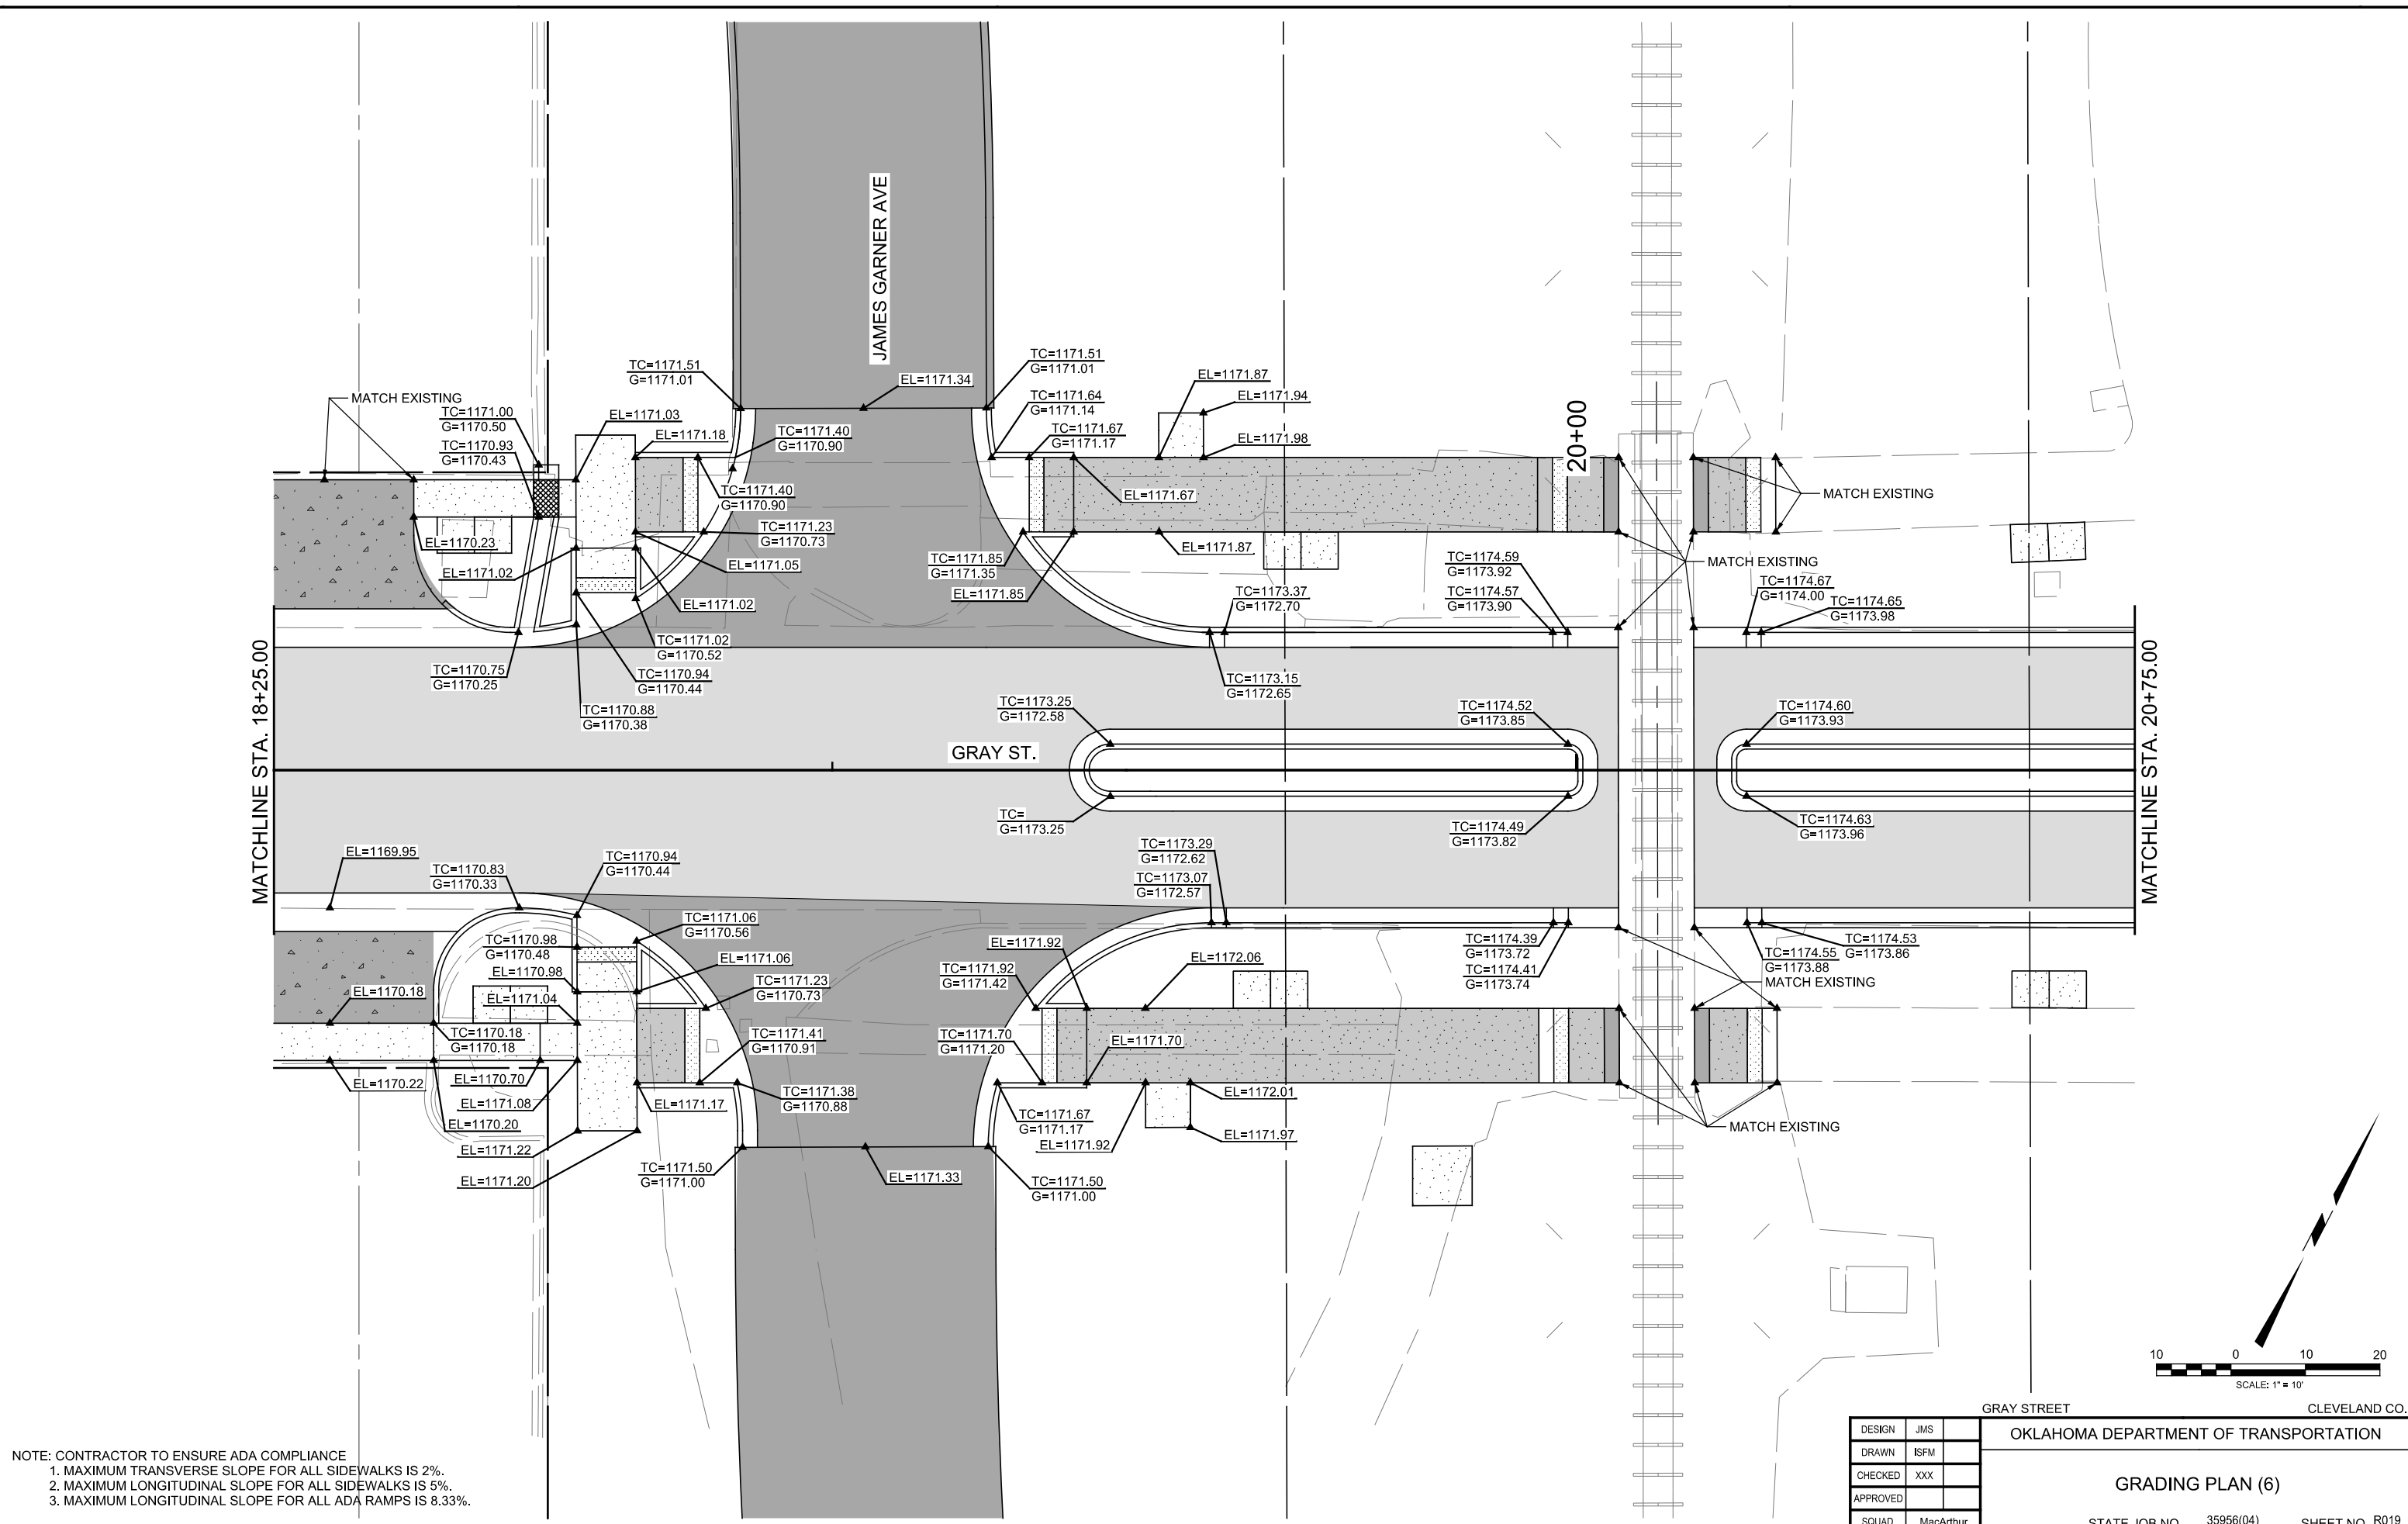 JAMES GARNER AVE
TC=1171.51
G=1171.01
EL=1171.34
TC=1171.51
G=1171.01
MATCH EXISTING
TC=1171.00
G=1170.50
EL=1171.03
TC=1170.93
G=1170.43
EL=1171.18
TC=1171.40
G=1170.90
TC=1171.64
G=1171.14
TC=1171.67
G=1171.17
EL=1171.87
EL=1171.94
EL=1171.98
20+00
TC=1171.40
G=1170.90
EL=1171.67
MATCH EXISTING
TC=1171.23
G=1170.73
EL=1170.23
EL=1171.02
EL=1171.05
EL=1171.02
TC=1171.85
G=1171.35
EL=1171.85
EL=1171.87
TC=1174.59
G=1173.92
TC=1174.57
G=1173.90
MATCH EXISTING
TC=1174.67
G=1174.00
TC=1174.65
G=1173.98
TC=1173.37
G=1172.70
TC=1171.02
G=1170.52
TC=1170.75
G=1170.25
TC=1170.94
G=1170.44
TC=1170.88
G=1170.38
TC=1173.15
G=1172.65
TC=1173.25
G=1172.58
TC=1174.52
G=1173.85
TC=1174.60
G=1173.93
MATCHLINE STA. 18+25.00
GRAY ST.
MATCHLINE STA. 20+75.00
TC=
G=1173.25
TC=1174.49
G=1173.82
TC=1174.63
G=1173.96
EL=1169.95
TC=1170.83
G=1170.33
TC=1170.94
G=1170.44
TC=1173.29
G=1172.62
TC=1173.07
G=1172.57
TC=1171.06
G=1170.56
TC=1170.98
G=1170.48
EL=1171.06
EL=1170.98
EL=1171.92
EL=1172.06
TC=1174.39
G=1173.72
TC=1174.41
G=1173.74
TC=1174.53
G=1173.86
TC=1174.55
G=1173.88
MATCH EXISTING
TC=1171.92
G=1171.42
TC=1171.23
G=1170.73
EL=1170.18
EL=1171.04
TC=1170.18
G=1170.18
TC=1171.41
G=1170.91
TC=1171.70
G=1171.20
EL=1171.70
EL=1170.22
EL=1170.70
EL=1171.08
EL=1171.17
TC=1171.38
G=1170.88
EL=1172.01
EL=1170.20
TC=1171.67
G=1171.17
EL=1171.92
EL=1171.97
MATCH EXISTING
EL=1171.22
EL=1171.20
TC=1171.50
G=1171.00
EL=1171.33
TC=1171.50
G=1171.00
10 0 10 20
SCALE: 1" = 10'
NOTE: CONTRACTOR TO ENSURE ADA COMPLIANCE
1. MAXIMUM TRANSVERSE SLOPE FOR ALL SIDEWALKS IS 2%.
2. MAXIMUM LONGITUDINAL SLOPE FOR ALL SIDEWALKS IS 5%.
3. MAXIMUM LONGITUDINAL SLOPE FOR ALL ADA RAMPS IS 8.33%.
GRAY STREET CLEVELAND CO.
DESIGN JMS
DRAWN ISFM
CHECKED XXX
APPROVED
SQUAD MacArthur
OKLAHOMA DEPARTMENT OF TRANSPORTATION
GRADING PLAN (6)
STATE JOB NO. 35956(04) SHEET NO. R019